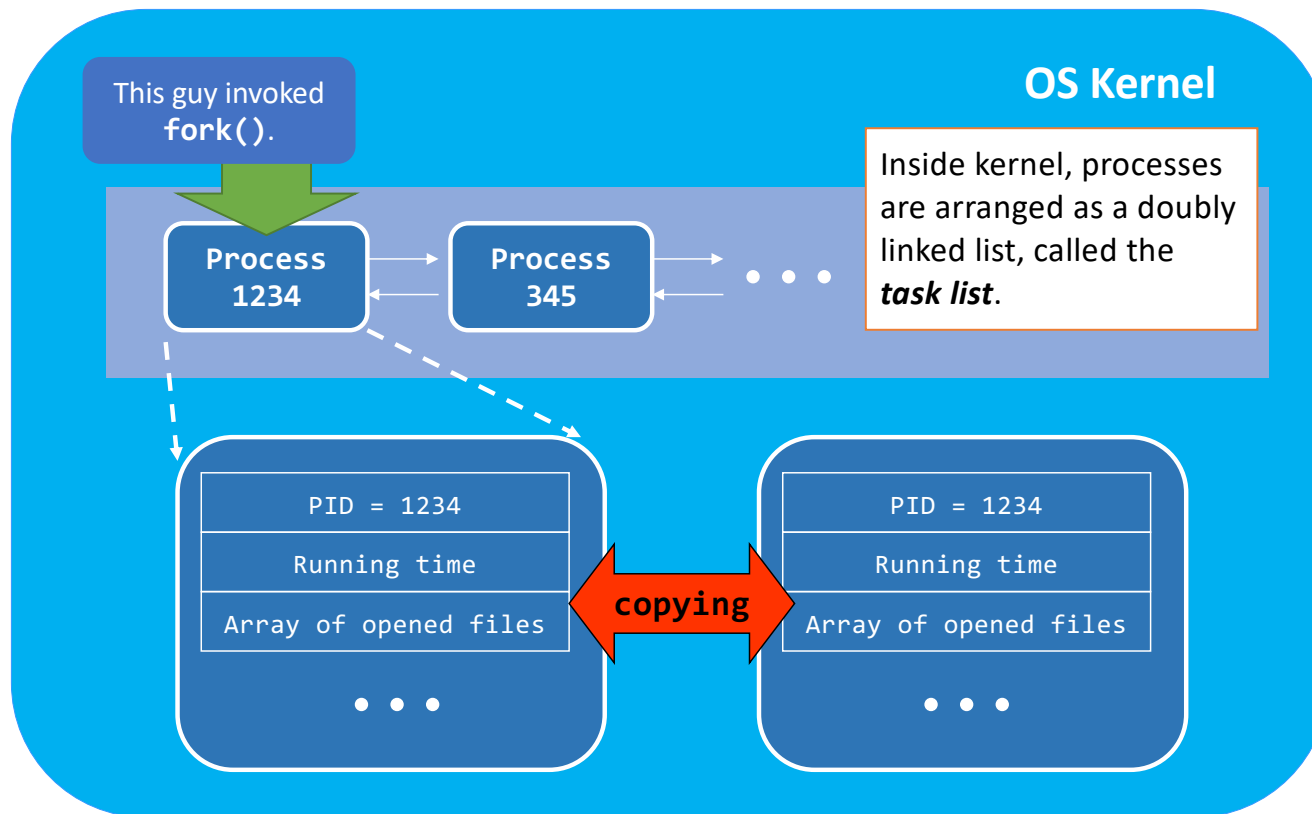 This guy invoked
fork().
OS Kernel
Inside kernel, processes
are arranged as a doubly
linked list, called the
task list.
Process
1234
Process
345
PID = 1234
Running time
Array of opened files
copying
PID = 1234
Running time
Array of opened files